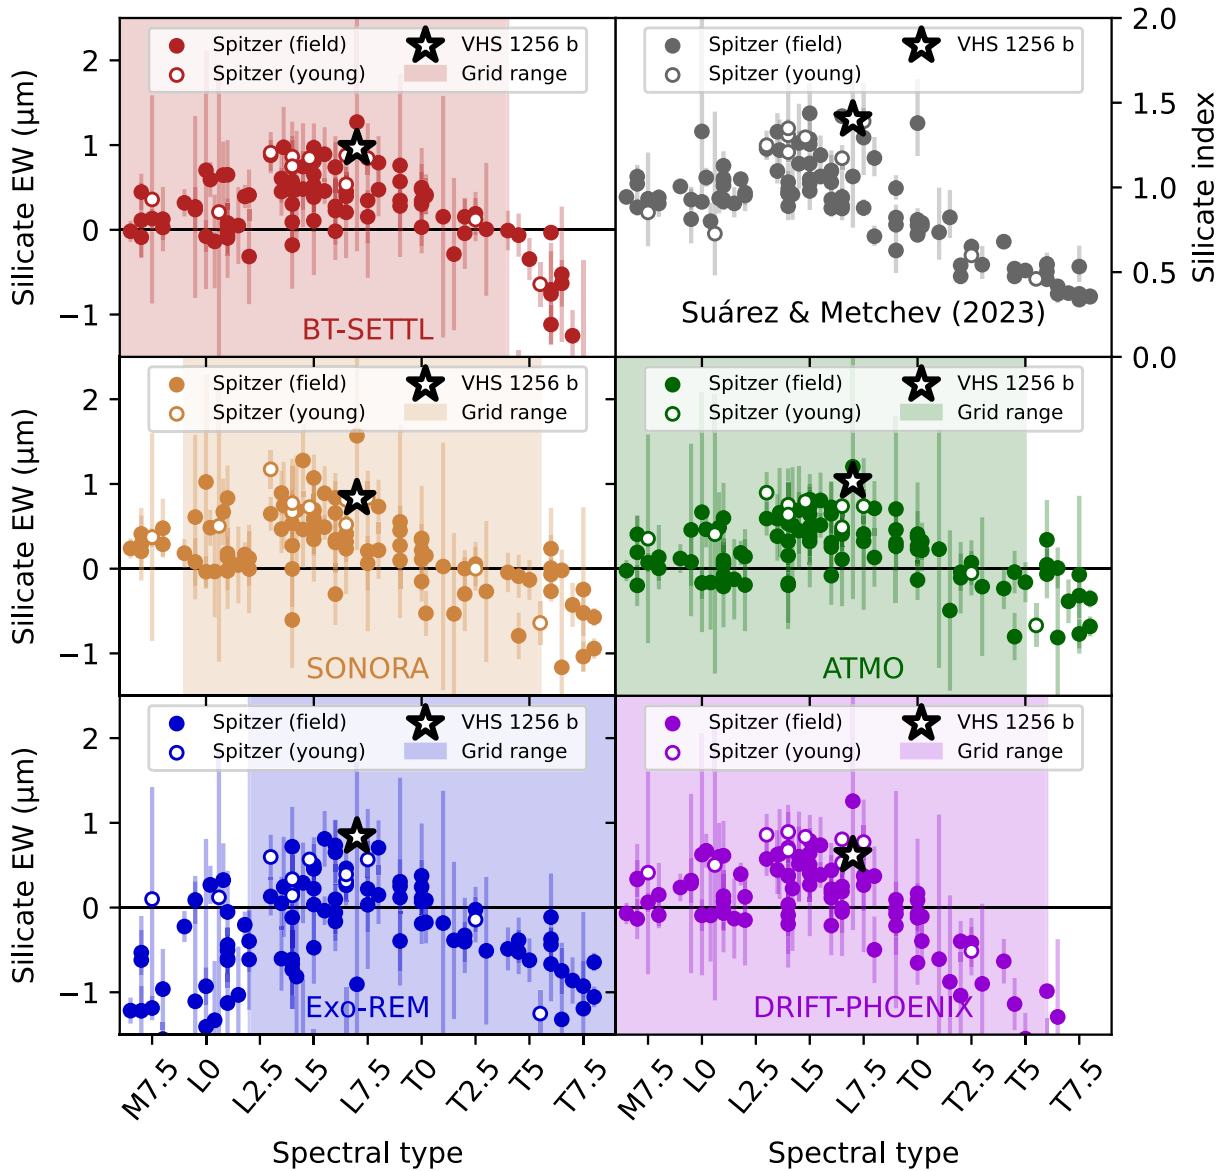 Silicate EW (μm)
2
1
0
−1
Spitzer (field)
Spitzer (young)
VHS 1256 b
Grid range
BT-SETTL
Spitzer (field)
Spitzer (young)
VHS 1256 b
Suárez & Metchev (2023)
2.0
1.5
1.0
0.5
0.0
Silicate index
Silicate EW (μm)
2
1
0
−1
Spitzer (field)
Spitzer (young)
VHS 1256 b
Grid range
SONORA
Spitzer (field)
Spitzer (young)
VHS 1256 b
Grid range
ATMO
Silicate EW (μm)
2
1
0
−1
Spitzer (field)
Spitzer (young)
VHS 1256 b
Grid range
Exo-REM
Spitzer (field)
Spitzer (young)
VHS 1256 b
Grid range
DRIFT-PHOENIX
M7.5 L0 L2.5 L5 L7.5 T0 T2.5 T5 T7.5
Spectral type
M7.5 L0 L2.5 L5 L7.5 T0 T2.5 T5 T7.5
Spectral type